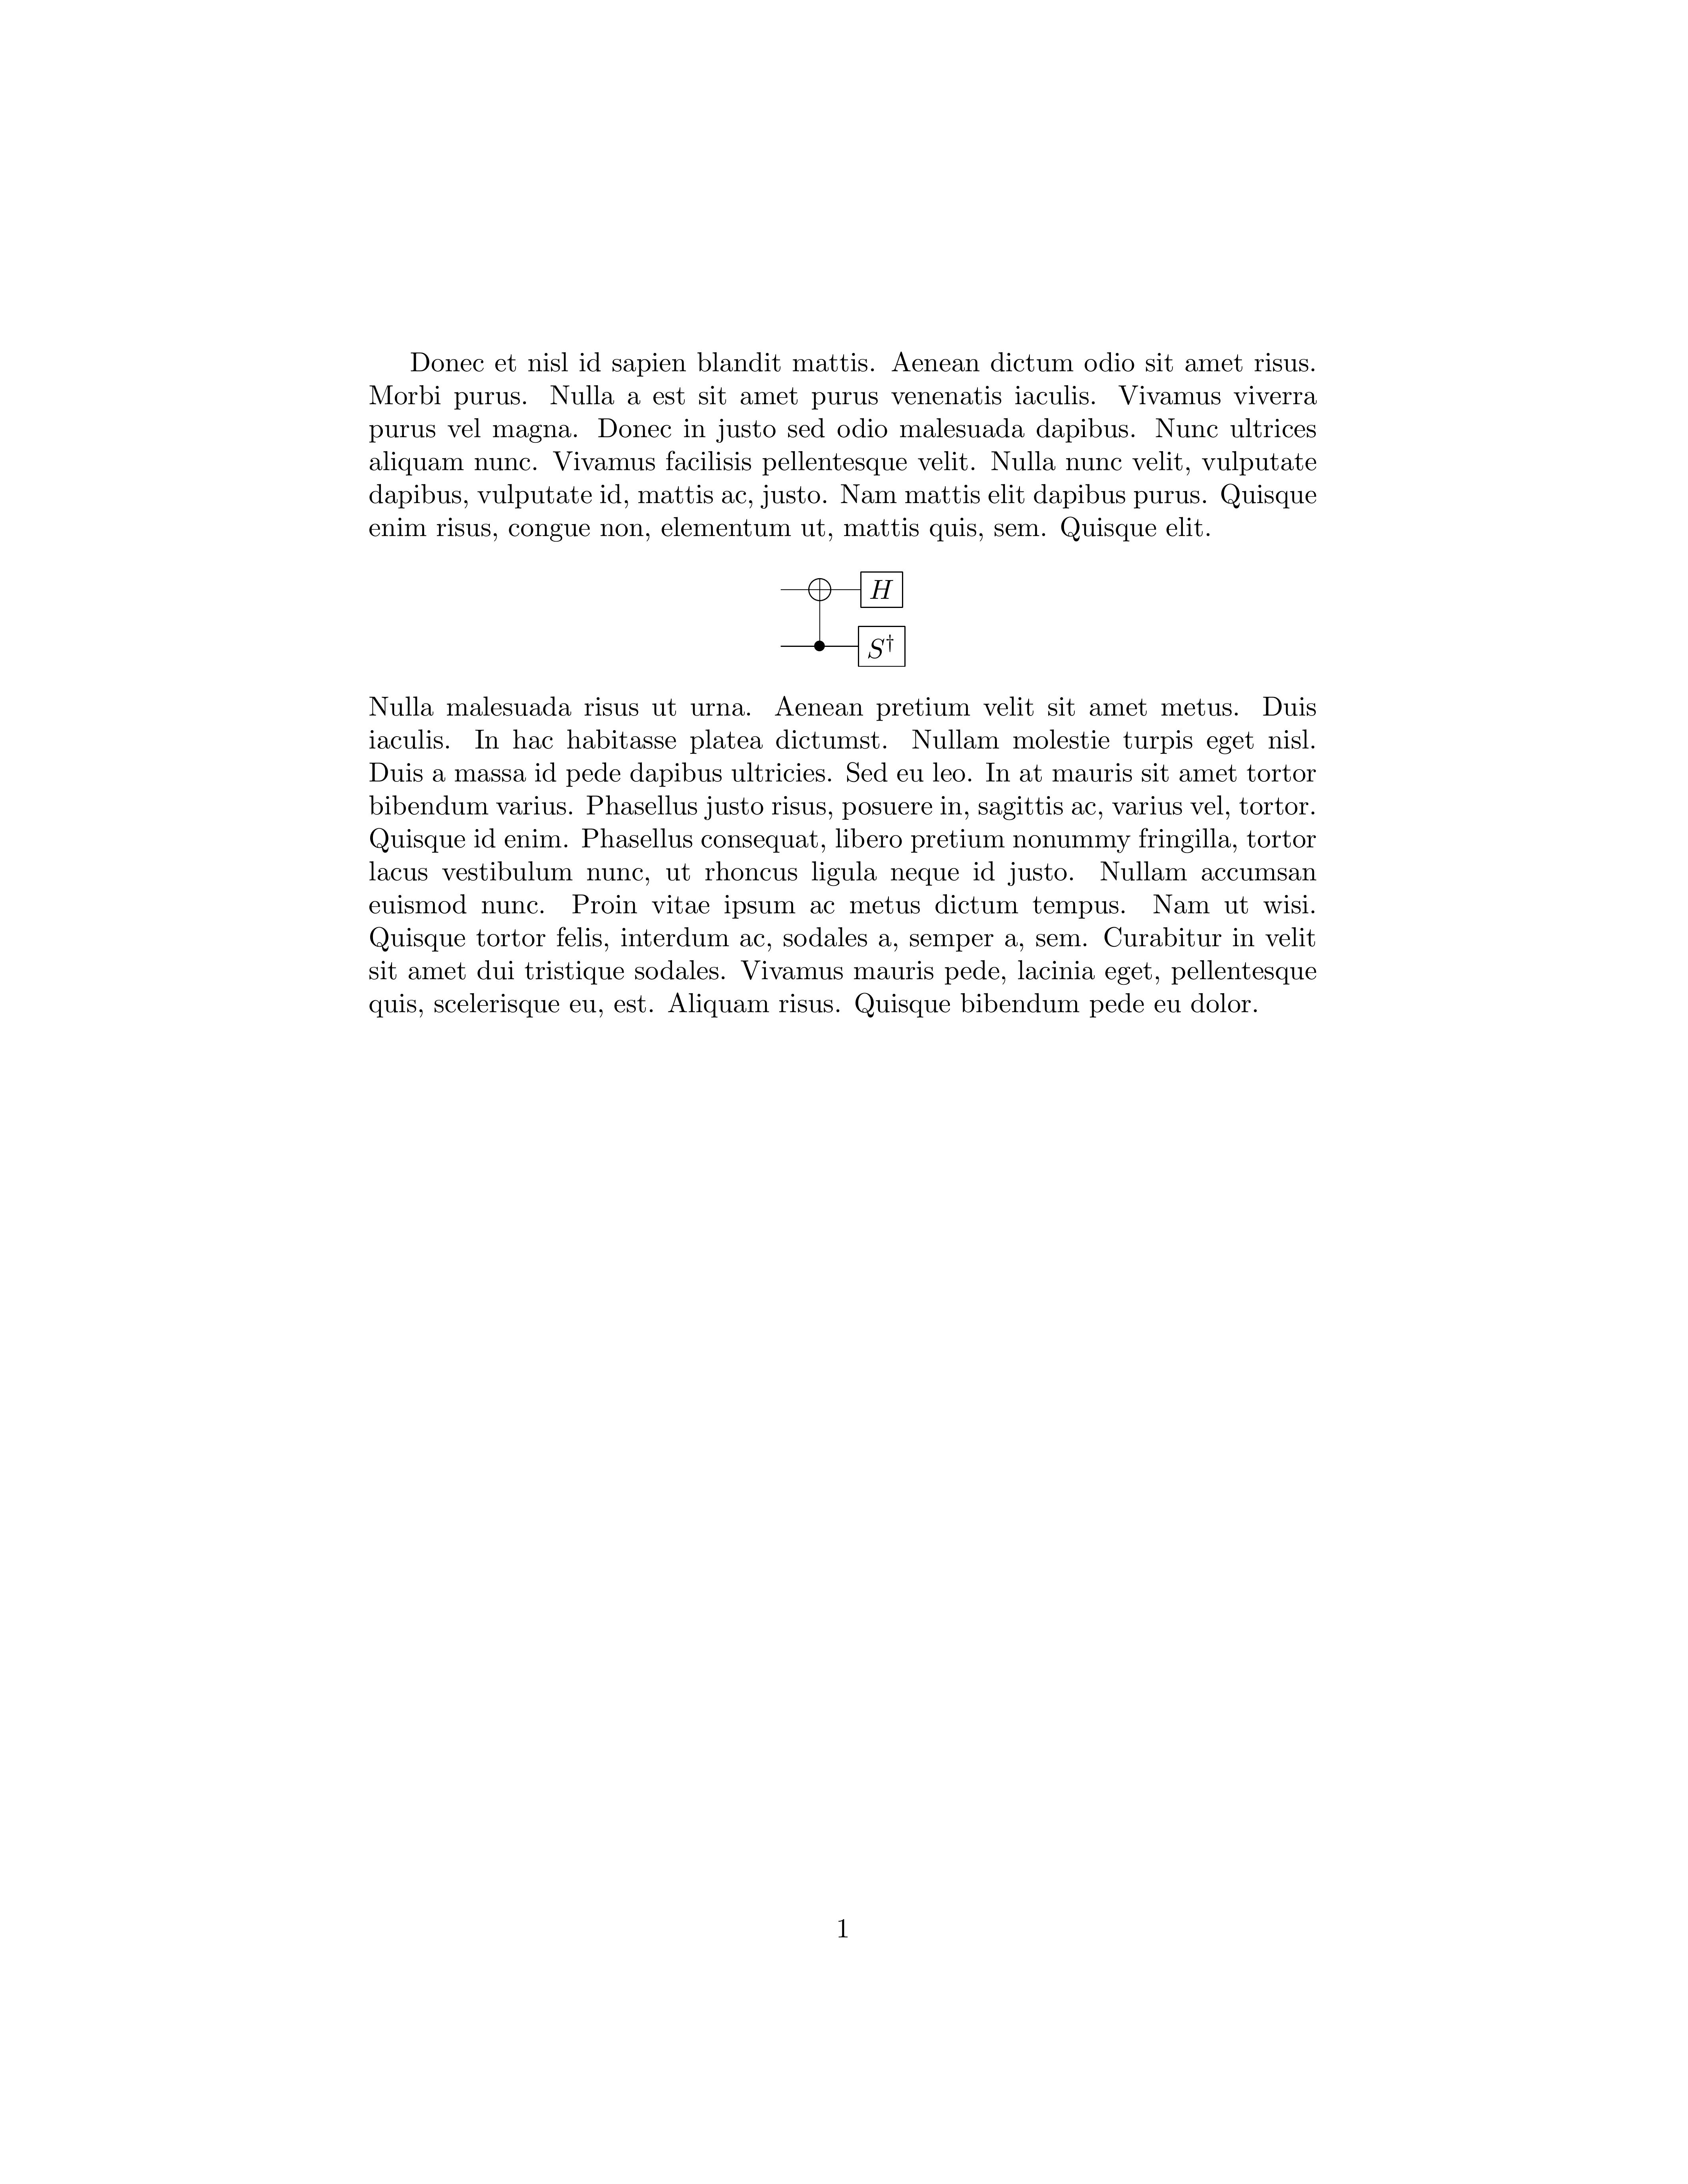 Donec et nisl id sapien blandit mattis. Aenean dictum odio sit amet risus.
Morbi purus. Nulla a est sit amet purus venenatis iaculis. Vivamus viverra
purus vel magna. Donec in justo sed odio malesuada dapibus. Nunc ultrices
aliquam nunc. Vivamus facilisis pellentesque velit. Nulla nunc velit, vulputate
dapibus, vulputate id, mattis ac, justo. Nam mattis elit dapibus purus. Quisque
enim risus, congue non, elementum ut, mattis quis, sem. Quisque elit.
H
S†
Nulla malesuada risus ut urna. Aenean pretium velit sit amet metus. Duis
iaculis. In hac habitasse platea dictumst. Nullam molestie turpis eget nisl.
Duis a massa id pede dapibus ultricies. Sed eu leo. In at mauris sit amet tortor
bibendum varius. Phasellus justo risus, posuere in, sagittis ac, varius vel, tortor.
Quisque id enim. Phasellus consequat, libero pretium nonummy fringilla, tortor
lacus vestibulum nunc, ut rhoncus ligula neque id justo. Nullam accumsan
euismod nunc. Proin vitae ipsum ac metus dictum tempus. Nam ut wisi.
Quisque tortor felis, interdum ac, sodales a, semper a, sem. Curabitur in velit
sit amet dui tristique sodales. Vivamus mauris pede, lacinia eget, pellentesque
quis, scelerisque eu, est. Aliquam risus. Quisque bibendum pede eu dolor.
1